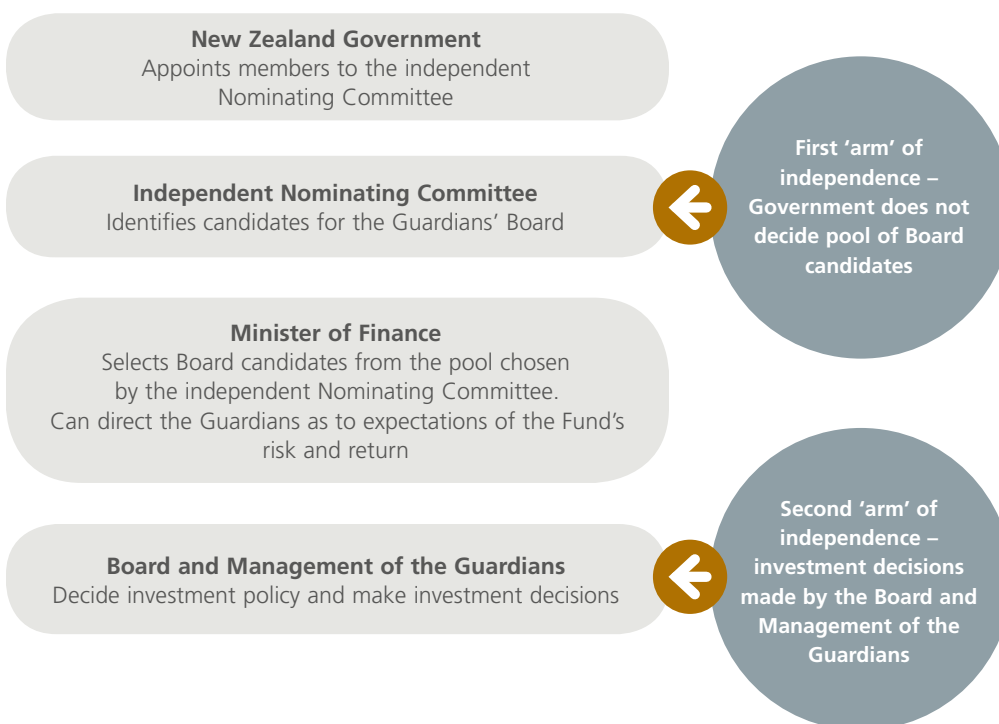 New Zealand Government
Appoints members to the independent
Nominating Committee
Independent Nominating Committee
Identifies candidates for the Guardians’ Board
First ‘arm’ of
independence –
Government does not
decide pool of Board
candidates
Minister of Finance
Selects Board candidates from the pool chosen
by the independent Nominating Committee.
Can direct the Guardians as to expectations of the Fund’s
risk and return
Board and Management of the Guardians
Decide investment policy and make investment decisions
Second ‘arm’ of
independence –
investment decisions
made by the Board and
Management of the
Guardians